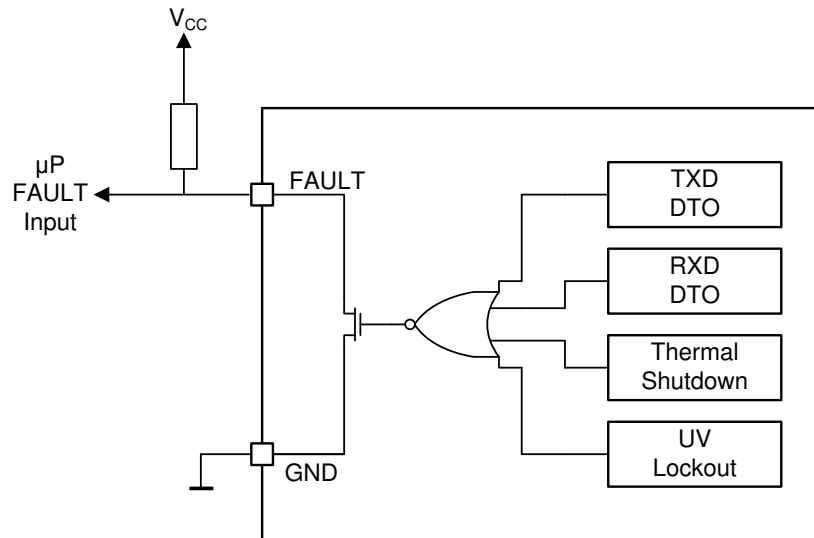 VCC
µP
FAULT
Input
FAULT
GND
TXD
DTO
RXD
DTO
Thermal
Shutdown
UV
Lockout